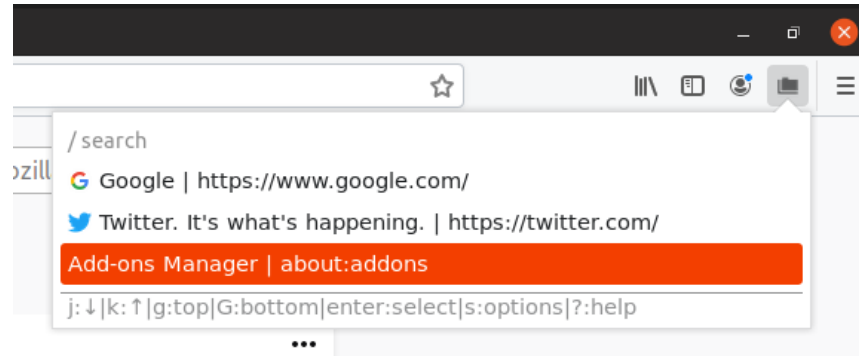 / search
ozill
Google | https://www.google.com/
Twitter. It's what's happening. | https://twitter.com/
Add-ons Manager | about:addons
j:↓|k:↑|g:top|G:bottom|enter:select|s:options|?:help